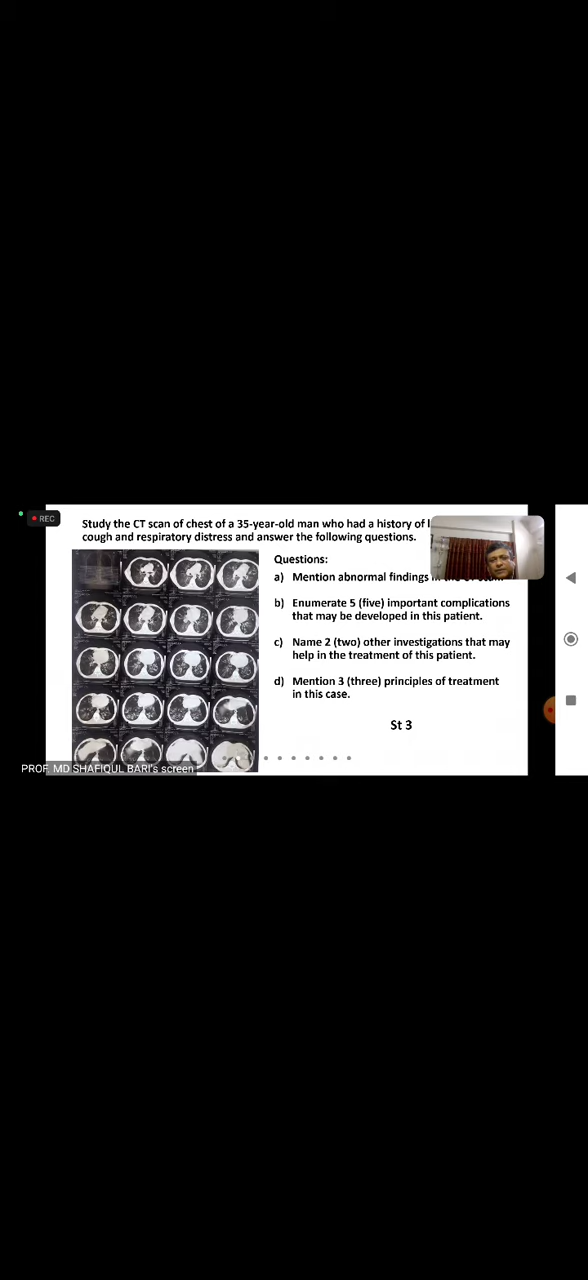 REC
Study the CT scan of chest of a 35-year-old man who had a history of
cough and respiratory distress and answer the following questions.
Questions:
a) Mention abnormal findings
b) Enumerate 5 (five) important complications
that may be developed in this patient.
c) Name 2 (two) other investigations that may
help in the treatment of this patient.
d) Mention 3 (three) principles of treatment
in this case.
St 3
PROF. MD SHAFIQUL BARI's screen